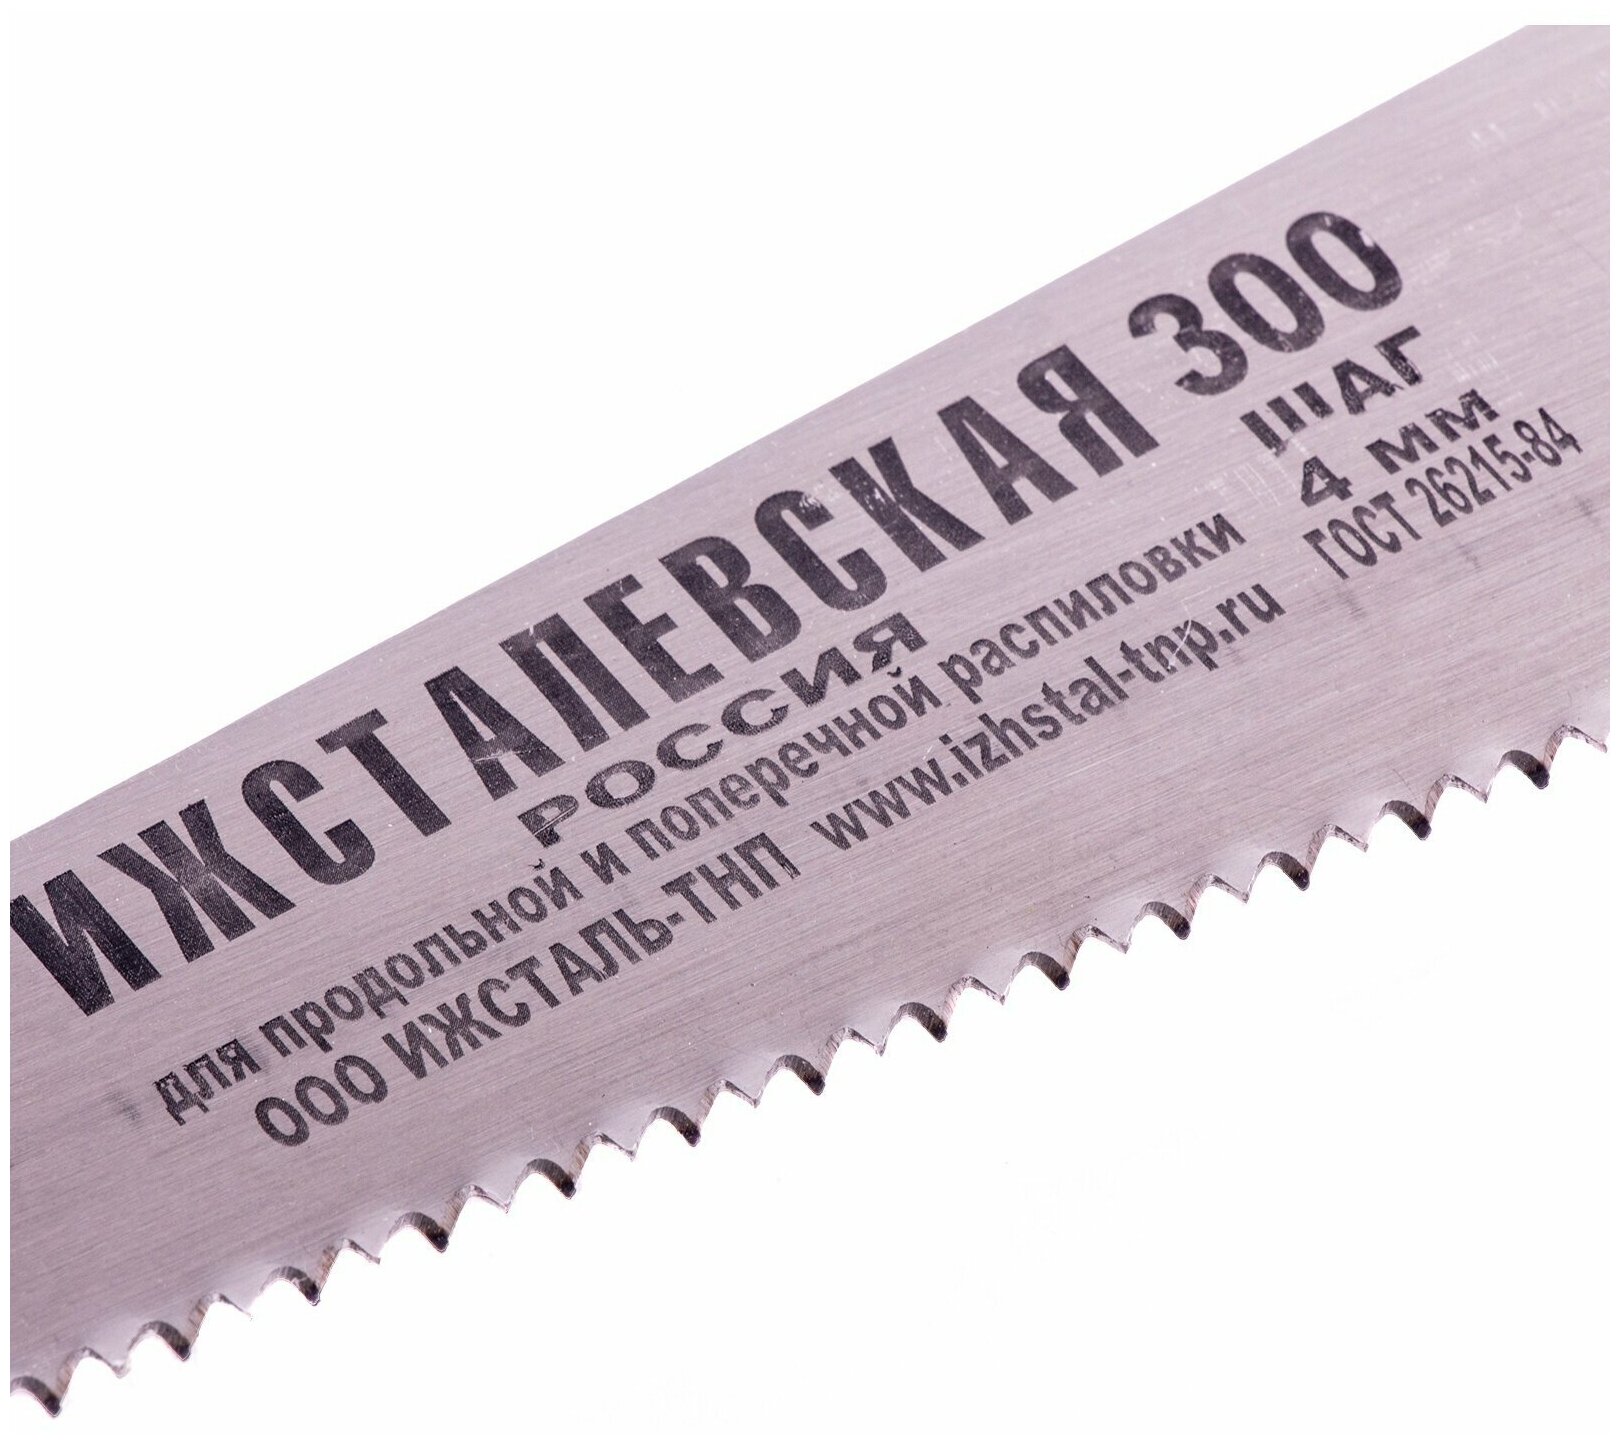 ИЖСТАЛЕВСКАЯ 300
РОССИЯ
ШАГ
4 мм
для продольной и поперечной распиловки
ГОСТ 26215-84
ООО ИЖСТАЛЬ-ТНП www.izhstal-tnp.ru